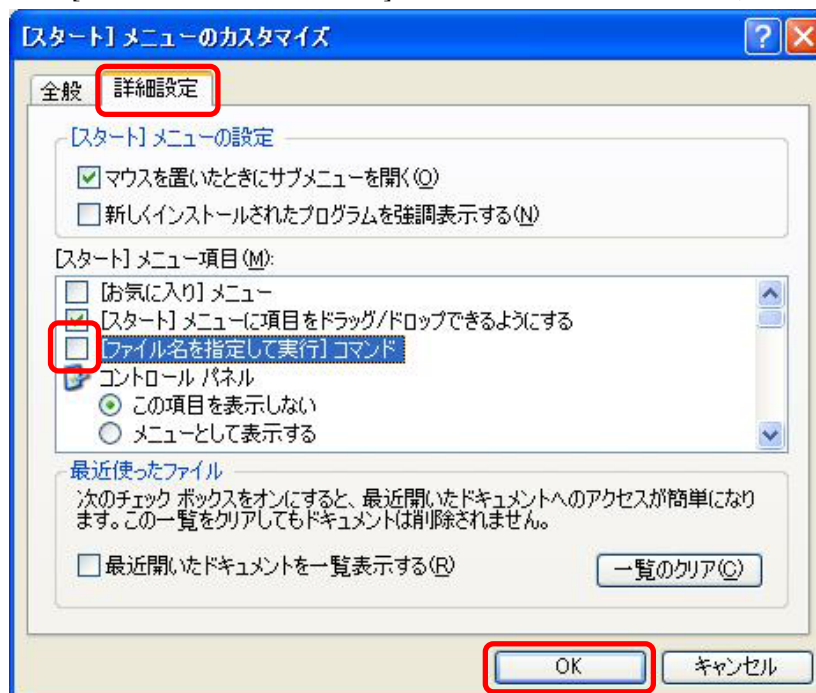 [スタート] メニューのカスタマイズ
全般 詳細設定
[スタート] メニューの設定
マウスを置いたときにサブメニューを開く(O)
新しくインストールされたプログラムを強調表示する(N)
[スタート] メニュー項目(M):
[お気に入り] メニュー
[スタート] メニューに項目をドラッグ/ドロップできるようにする
[ファイル名を指定して実行] コマンド
コントロール パネル
この項目を表示しない
メニューとして表示する
最近使ったファイル
次のチェック ボックスをオンにすると、最近開いたドキュメントへのアクセスが簡単になり
ます。この一覧をクリアしてもドキュメントは削除されません。
最近開いたドキュメントを一覧表示する(R)
一覧のクリア(C)
OK キャンセル